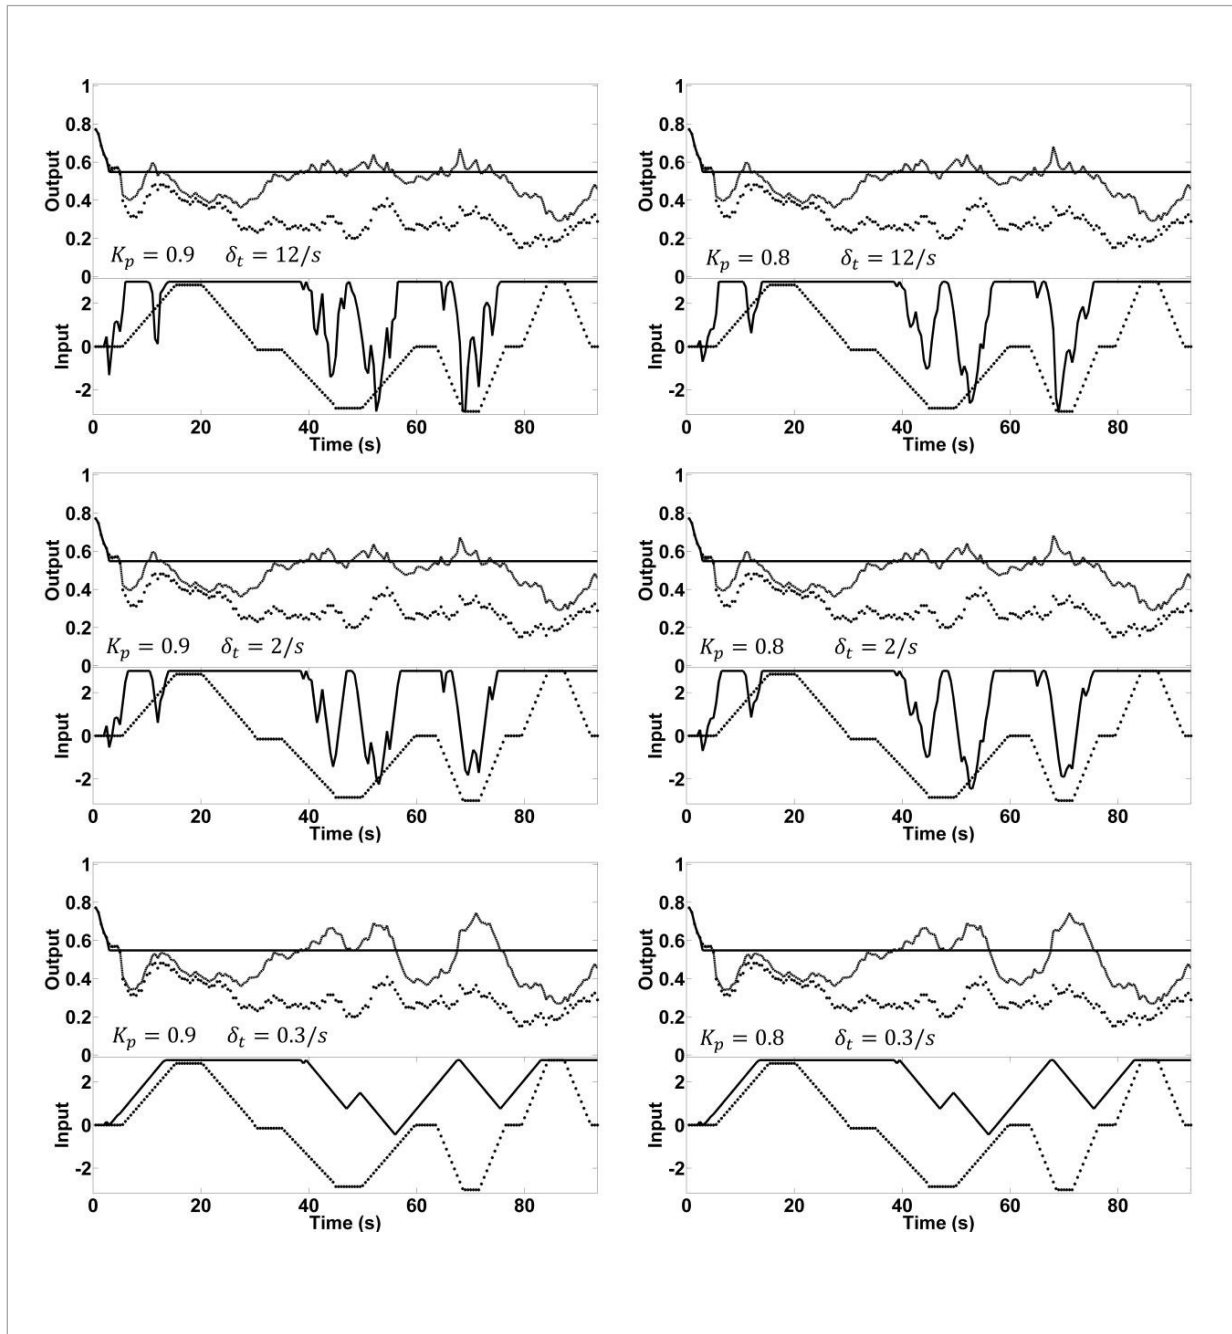 1
0.8
0.6
0.4
0.2
0
Output
K_p = 0.9 δ_t = 12/s
2
0
-2
Input
0 20 40 60 80
Time (s)
1
0.8
0.6
0.4
0.2
0
Output
K_p = 0.8 δ_t = 12/s
2
0
-2
Input
0 20 40 60 80
Time (s)
1
0.8
0.6
0.4
0.2
0
Output
K_p = 0.9 δ_t = 2/s
2
0
-2
Input
0 20 40 60 80
Time (s)
1
0.8
0.6
0.4
0.2
0
Output
K_p = 0.8 δ_t = 2/s
2
0
-2
Input
0 20 40 60 80
Time (s)
1
0.8
0.6
0.4
0.2
0
Output
K_p = 0.9 δ_t = 0.3/s
2
0
-2
Input
0 20 40 60 80
Time (s)
1
0.8
0.6
0.4
0.2
0
Output
K_p = 0.8 δ_t = 0.3/s
2
0
-2
Input
0 20 40 60 80
Time (s)